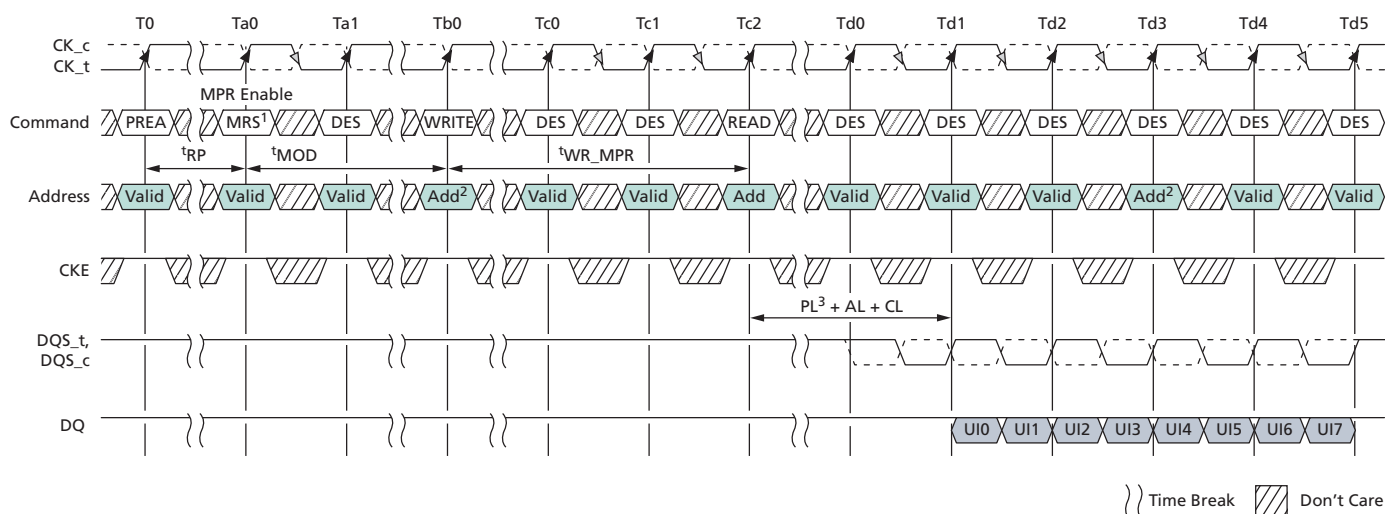 T0 Ta0 Ta1 Tb0 Tc0 Tc1 Tc2 Td0 Td1 Td2 Td3 Td4 Td5
CK_c
CK_t
MPR Enable
Command PREA MRS¹ DES WRITE DES DES READ DES DES DES DES DES DES
tRP tMOD tWR_MPR
Address Valid Valid Valid Add² Valid Valid Add Valid Valid Valid Add² Valid Valid
CKE
PL³ + AL + CL
DQS_t,
DQS_c
DQ UI0 UI1 UI2 UI3 UI4 UI5 UI6 UI7
Time Break Don't Care